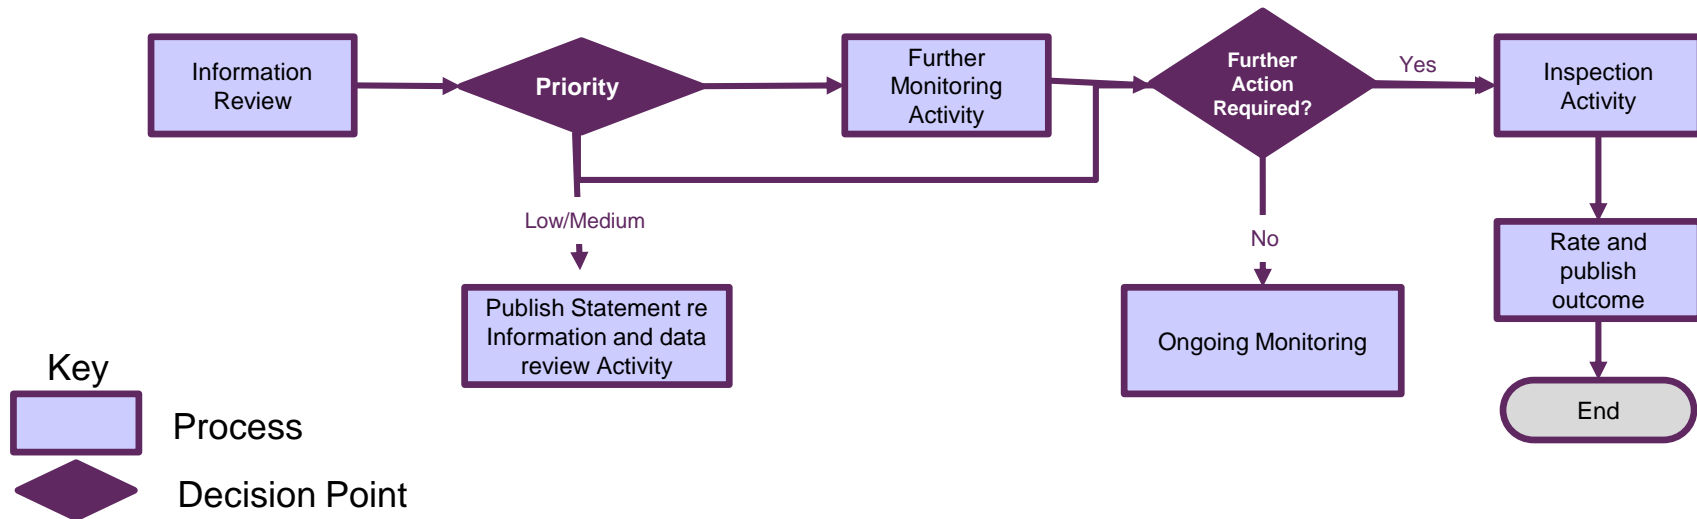 Information
Review
Priority
Further
Monitoring
Activity
Further
Action
Required?
Yes
Inspection
Activity
Low/Medium
No
Rate and
publish
outcome
Publish Statement re
Information and data
review Activity
Ongoing Monitoring
End
Key
Process
Decision Point